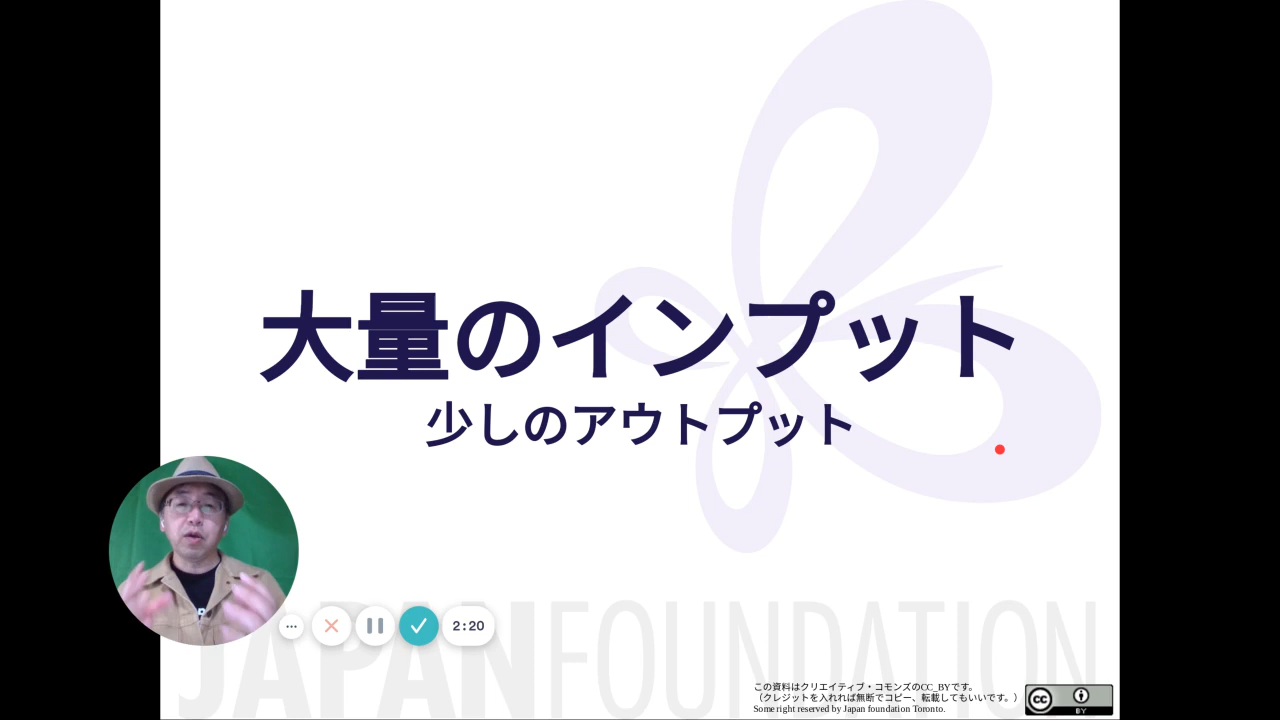 大量のインプット
少しのアウトプット
2:20
JAPAN FOUNDATION
この資料はクリエイティブ・コモンズのCC_BYです。
（クレジットを入れれば無断でコピー、転載してもいいです。）
Some right reserved by Japan foundation Toronto.
CC
BY